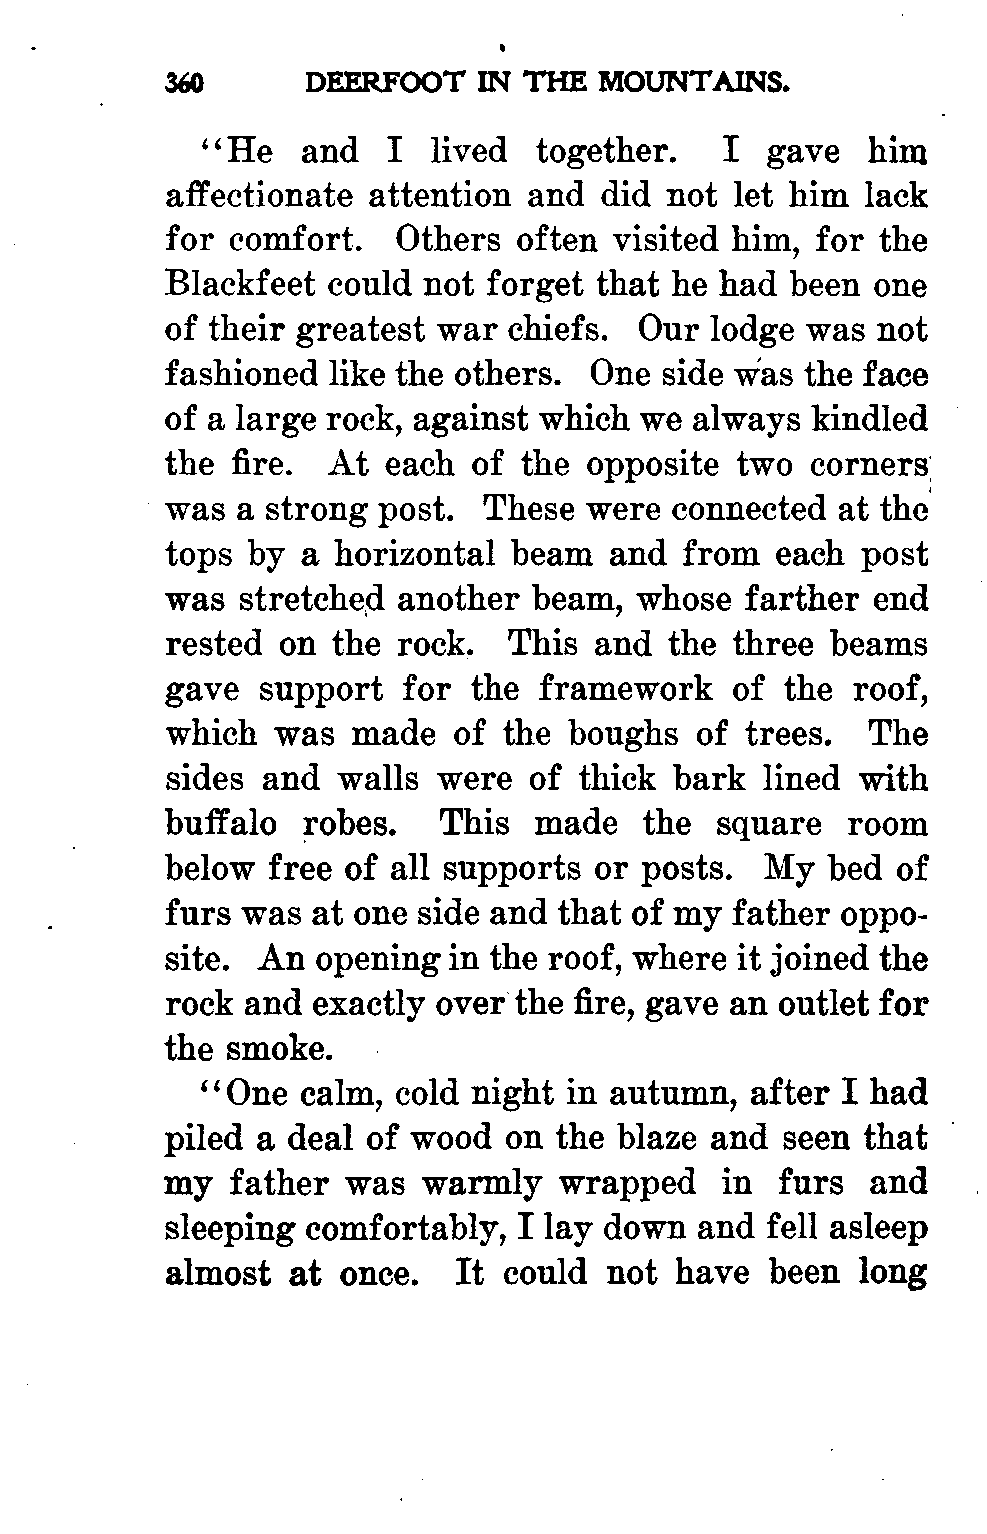 360 DEERFOOT IN THE MOUNTAINS.
“He and I lived together. I gave him
affectionate attention and did not let him lack
for comfort. Others often visited him, for the
Blackfeet could not forget that he had been one
of their greatest war chiefs. Our lodge was not
fashioned like the others. One side was the face
of a large rock, against which we always kindled
the fire. At each of the opposite two corners
was a strong post. These were connected at the
tops by a horizontal beam and from each post
was stretched another beam, whose farther end
rested on the rock. This and the three beams
gave support for the framework of the roof,
which was made of the boughs of trees. The
sides and walls were of thick bark lined with
buffalo robes. This made the square room
below free of all supports or posts. My bed of
furs was at one side and that of my father oppo-
site. An opening in the roof, where it joined the
rock and exactly over the fire, gave an outlet for
the smoke.
“One calm, cold night in autumn, after I had
piled a deal of wood on the blaze and seen that
my father was warmly wrapped in furs and
sleeping comfortably, I lay down and fell asleep
almost at once. It could not have been long